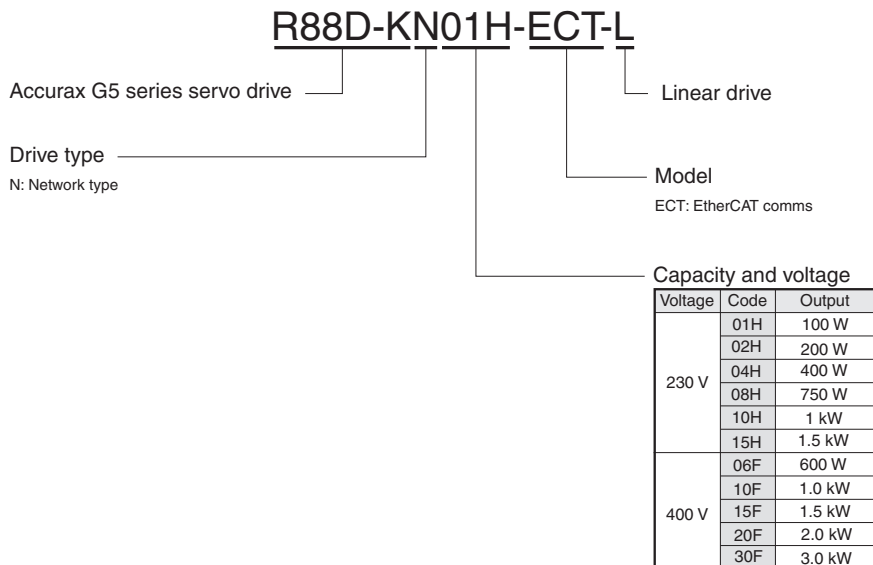 R88D-KN01H-ECT-L
Accurax G5 series servo drive
Linear drive
Drive type
N: Network type
Model
ECT: EtherCAT comms
Capacity and voltage
Voltage Code Output
230 V
01H 100 W
02H 200 W
04H 400 W
08H 750 W
10H 1 kW
15H 1.5 kW
400 V
06F 600 W
10F 1.0 kW
15F 1.5 kW
20F 2.0 kW
30F 3.0 kW